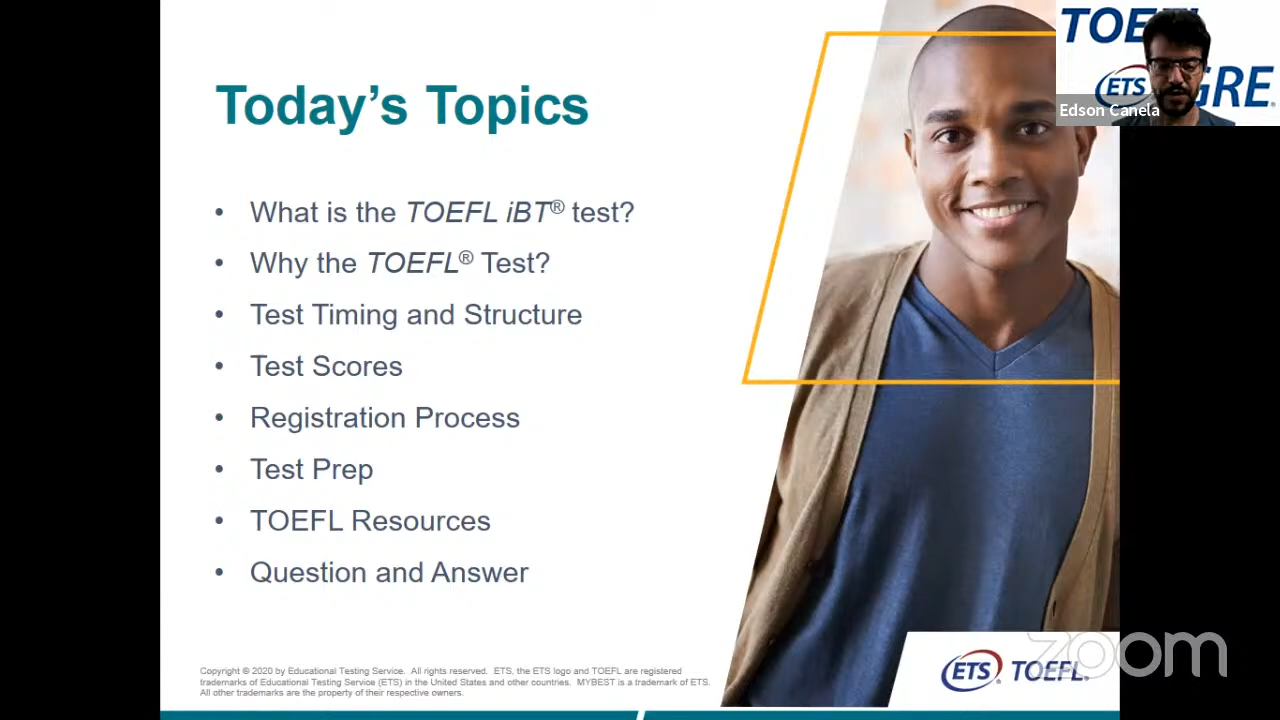 Today's Topics
• What is the TOEFL iBT® test?
• Why the TOEFL® Test?
• Test Timing and Structure
• Test Scores
• Registration Process
• Test Prep
• TOEFL Resources
• Question and Answer
Copyright © 2020 by Educational Testing Service. All rights reserved. ETS, the ETS logo and TOEFL are registered
trademarks of Educational Testing Service (ETS) in the United States and other countries. MYBEST is a trademark of ETS.
All other trademarks are the property of their respective owners.
ETS® TOEFL®
zoom
ETS GRE®
Edson Canela